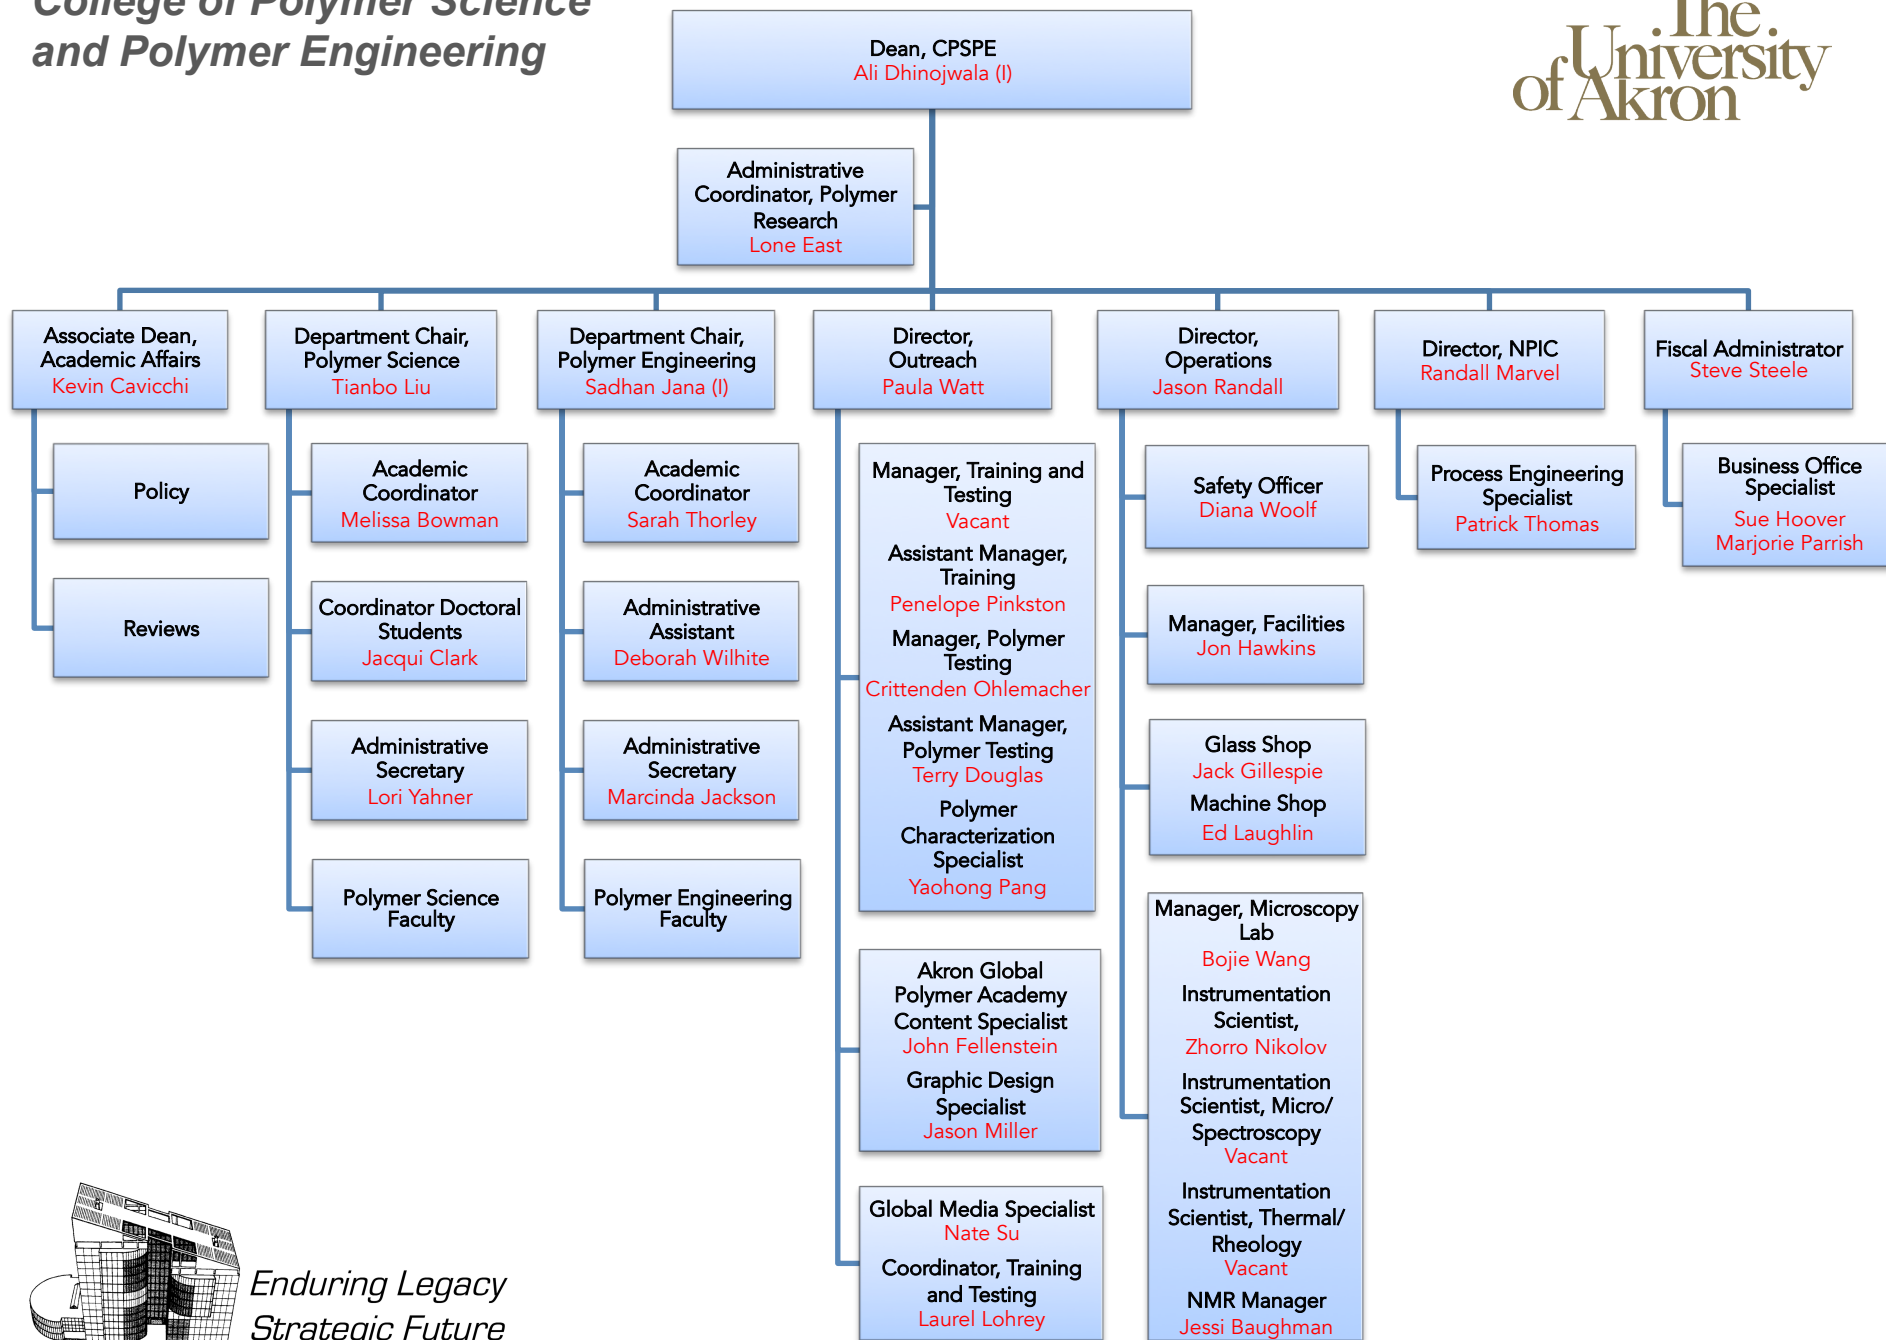 College of Polymer Science
and Polymer Engineering
The
University
of Akron
Dean, CPSPE
Ali Dhinojwala (I)
Administrative
Coordinator, Polymer
Research
Lone East
Associate Dean,
Academic Affairs
Kevin Cavicchi
Policy
Reviews
Department Chair,
Polymer Science
Tianbo Liu
Academic
Coordinator
Melissa Bowman
Coordinator Doctoral
Students
Jacqui Clark
Administrative
Secretary
Lori Yahner
Polymer Science
Faculty
Department Chair,
Polymer Engineering
Sadhan Jana (I)
Academic
Coordinator
Sarah Thorley
Administrative
Assistant
Deborah Wilhite
Administrative
Secretary
Marcinda Jackson
Polymer Engineering
Faculty
Director,
Outreach
Paula Watt
Manager, Training and
Testing
Vacant
Assistant Manager,
Training
Penelope Pinkston
Manager, Polymer
Testing
Crittenden Ohlemacher
Assistant Manager,
Polymer Testing
Terry Douglas
Polymer
Characterization
Specialist
Yaohong Pang
Akron Global
Polymer Academy
Content Specialist
John Fellenstein
Graphic Design
Specialist
Jason Miller
Global Media Specialist
Nate Su
Coordinator, Training
and Testing
Laurel Lohrey
Director,
Operations
Jason Randall
Safety Officer
Diana Woolf
Manager, Facilities
Jon Hawkins
Glass Shop
Jack Gillespie
Machine Shop
Ed Laughlin
Manager, Microscopy
Lab
Bojie Wang
Instrumentation
Scientist,
Zhorro Nikolov
Instrumentation
Scientist, Micro/
Spectroscopy
Vacant
Instrumentation
Scientist, Thermal/
Rheology
Vacant
NMR Manager
Jessi Baughman
Director, NPIC
Randall Marvel
Process Engineering
Specialist
Patrick Thomas
Fiscal Administrator
Steve Steele
Business Office
Specialist
Sue Hoover
Marjorie Parrish
Enduring Legacy
Strategic Future